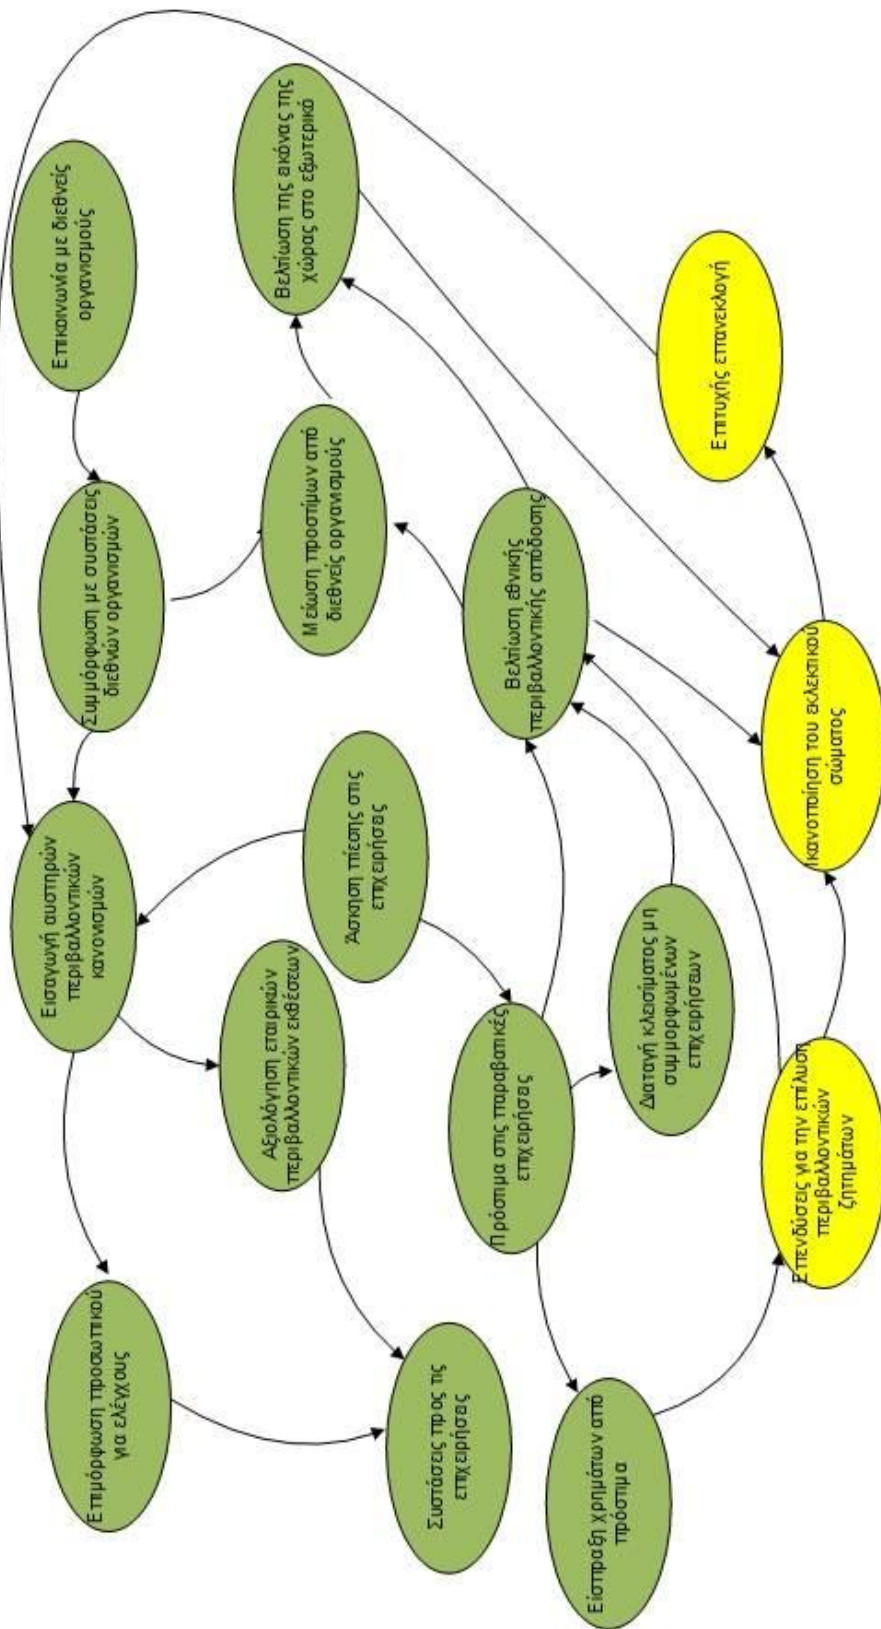 Επιμόρφωση προσωπικού
για ελέγχους
Εισαγωγή αυστηρών
περιβαλλοντικών
κανονισμών
Συμμόρφωση με συστάσεις
διεθνών οργανισμών
Επικοινωνία με διεθνείς
οργανισμούς
Αξιολόγηση εταιρικών
περιβαλλοντικών εκθέσεων
Άσκηση πίεσης στις
επιχειρήσεις
Μείωση προστίμων από
διεθνείς οργανισμούς
Βελτίωση της εικόνας της
χώρας στο εξωτερικό
Συστάσεις προς τις
επιχειρήσεις
Πρόστιμα στις παραβατικές
επιχειρήσεις
Βελτίωση εθνικής
περιβαλλοντικής απόδοσης
Είσπραξη χρημάτων από
πρόστιμα
Διαταγή κλεισίματος μη
συμμορφωμένων
επιχειρήσεων
Επιτυχής επανεκλογή
Επενδύσεις για την επίλυση
περιβαλλοντικών
ζητημάτων
Ικανοποίηση του εκλεκτικού
σώματος